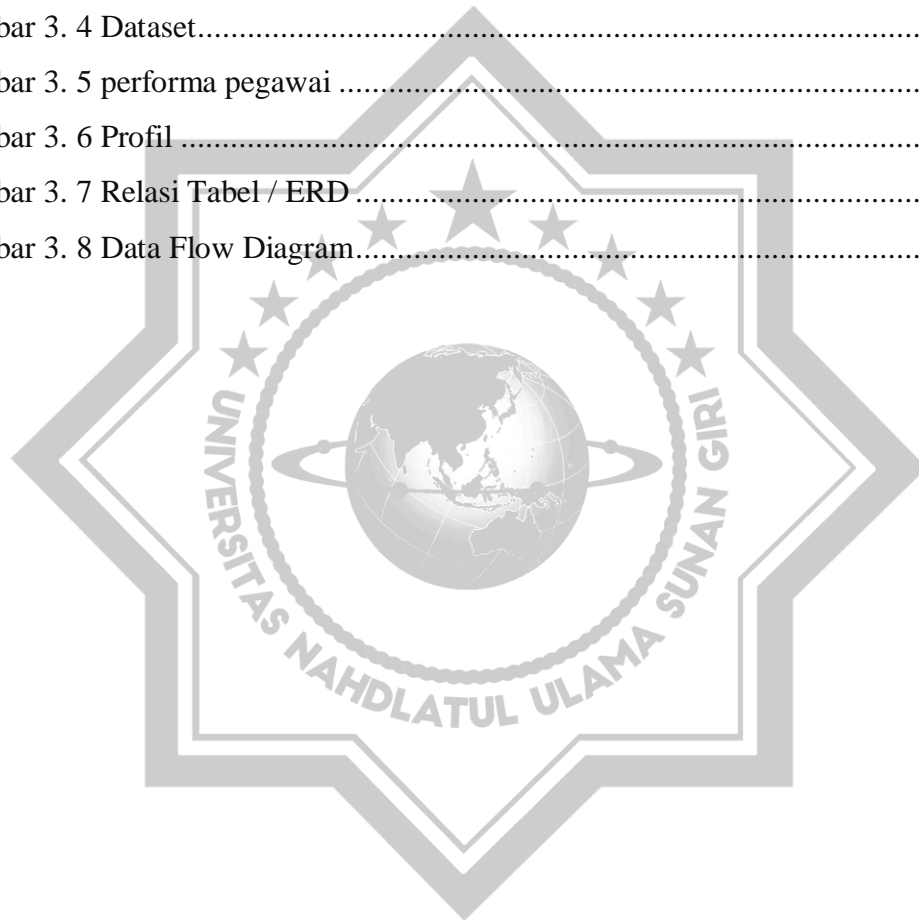 bar 3. 4 Dataset..........................................................................................
bar 3. 5 performa pegawai ......................................................................
bar 3. 6 Profil ............................................................................................
bar 3. 7 Relasi Tabel / ERD ....................................................................
bar 3. 8 Data Flow Diagram....................................................................
UNIVERSITAS NAHDLATUL ULAMA SUNAN GIRI